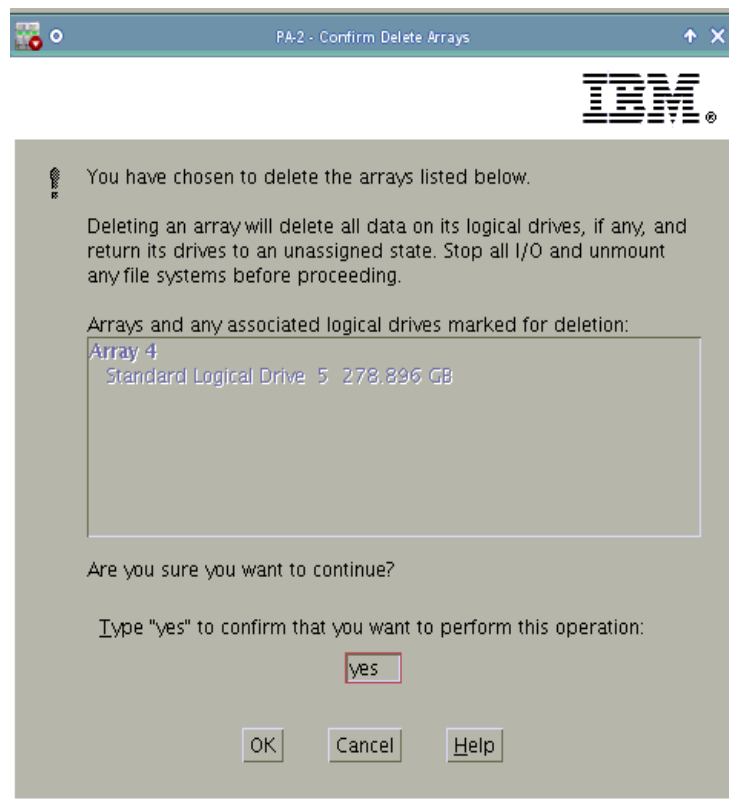 PA-2 - Confirm Delete Arrays
IBM®
You have chosen to delete the arrays listed below.
Deleting an array will delete all data on its logical drives, if any, and
return its drives to an unassigned state. Stop all I/O and unmount
any file systems before proceeding.
Arrays and any associated logical drives marked for deletion:
Array 4
Standard Logical Drive 5 278.896 GB
Are you sure you want to continue?
Type "yes" to confirm that you want to perform this operation:
yes
OK Cancel Help